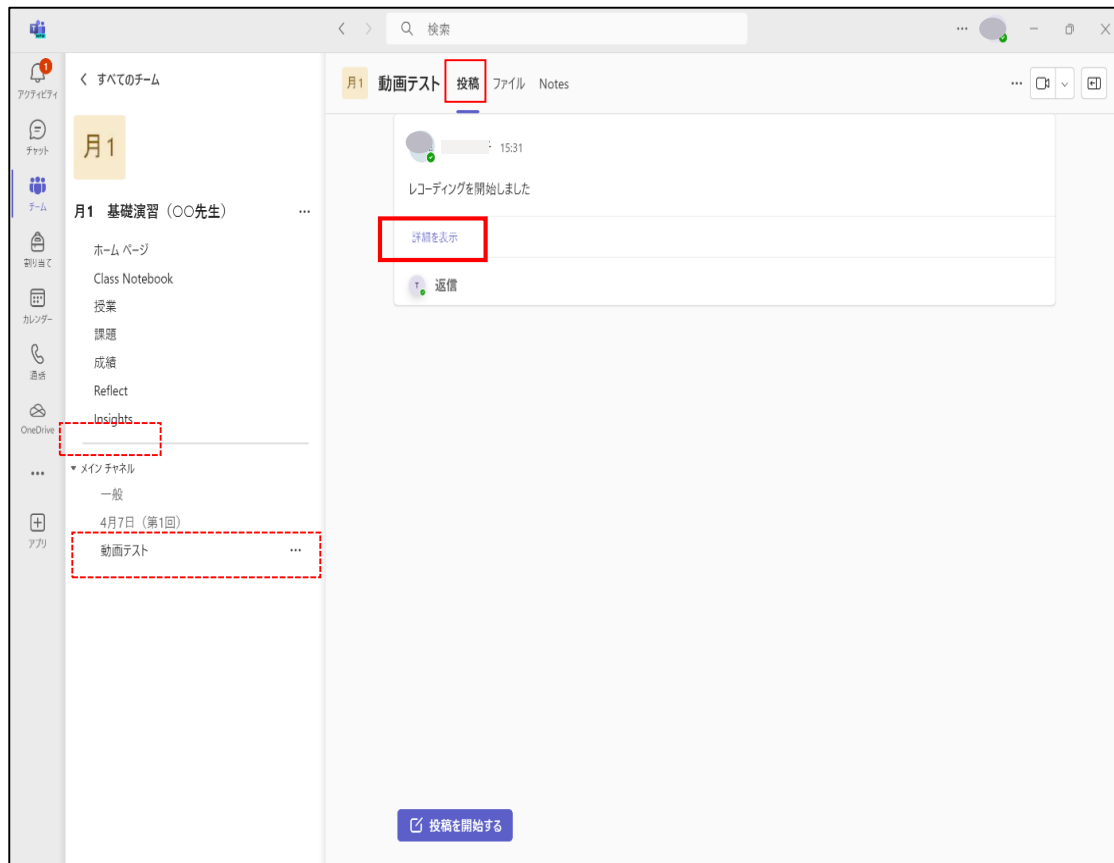 検索
アクティビティ
チャット
チーム
割り当て
カレンダー
通話
OneDrive
アプリ
すべてのチーム
月1
月1 基礎演習（〇〇先生）
ホーム ページ
Class Notebook
授業
課題
成績
Reflect
Insights
メイン チャネル
一般
4月7日（第1回）
動画テスト
月1 動画テスト 投稿 ファイル Notes
15:31
レコーディングを開始しました
詳細を表示
T 返信
投稿を開始する